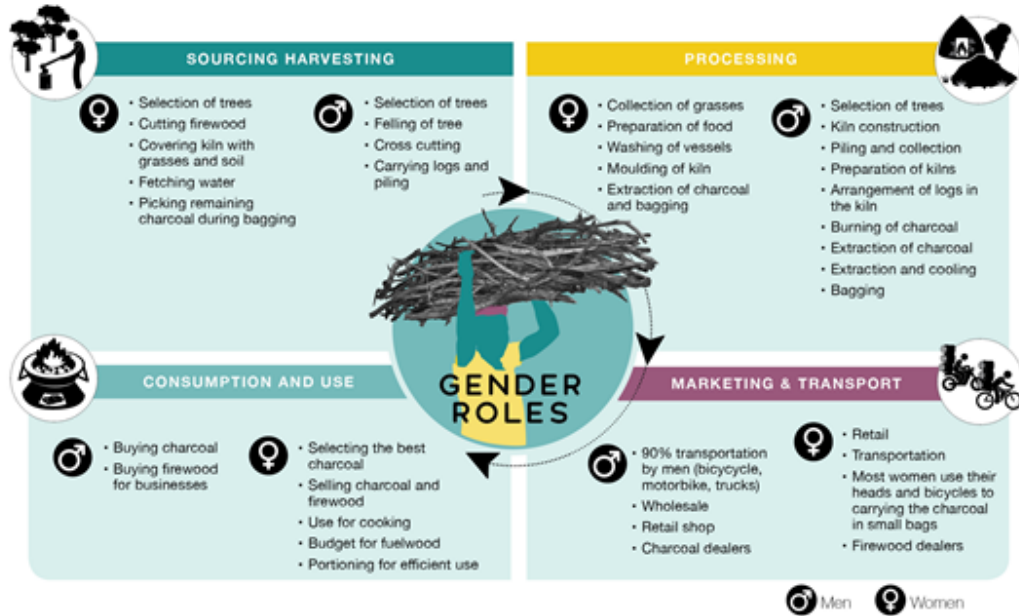 SOURCING HARVESTING
• Selection of trees
• Cutting firewood
• Covering kiln with
grasses and soil
• Fetching water
• Picking remaining
charcoal during bagging
• Selection of trees
• Felling of tree
• Cross cutting
• Carrying logs and
piling
PROCESSING
• Collection of grasses
• Preparation of food
• Washing of vessels
• Moulding of kiln
• Extraction of charcoal
and bagging
• Selection of trees
• Kiln construction
• Piling and collection
• Preparation of kilns
• Arrangement of logs in
the kiln
• Burning of charcoal
• Extraction of charcoal
• Extraction and cooling
• Bagging
GENDER
ROLES
CONSUMPTION AND USE
• Buying charcoal
• Buying firewood
for businesses
• Selecting the best
charcoal
• Selling charcoal and
firewood
• Use for cooking
• Budget for fuelwood
• Portioning for efficient use
MARKETING & TRANSPORT
• 90% transportation
by men (bicycycle,
motorbike, trucks)
• Wholesale
• Retail shop
• Charcoal dealers
• Retail
• Transportation
• Most women use their
heads and bicycles to
carrying the charcoal
in small bags
• Firewood dealers
Men
Women